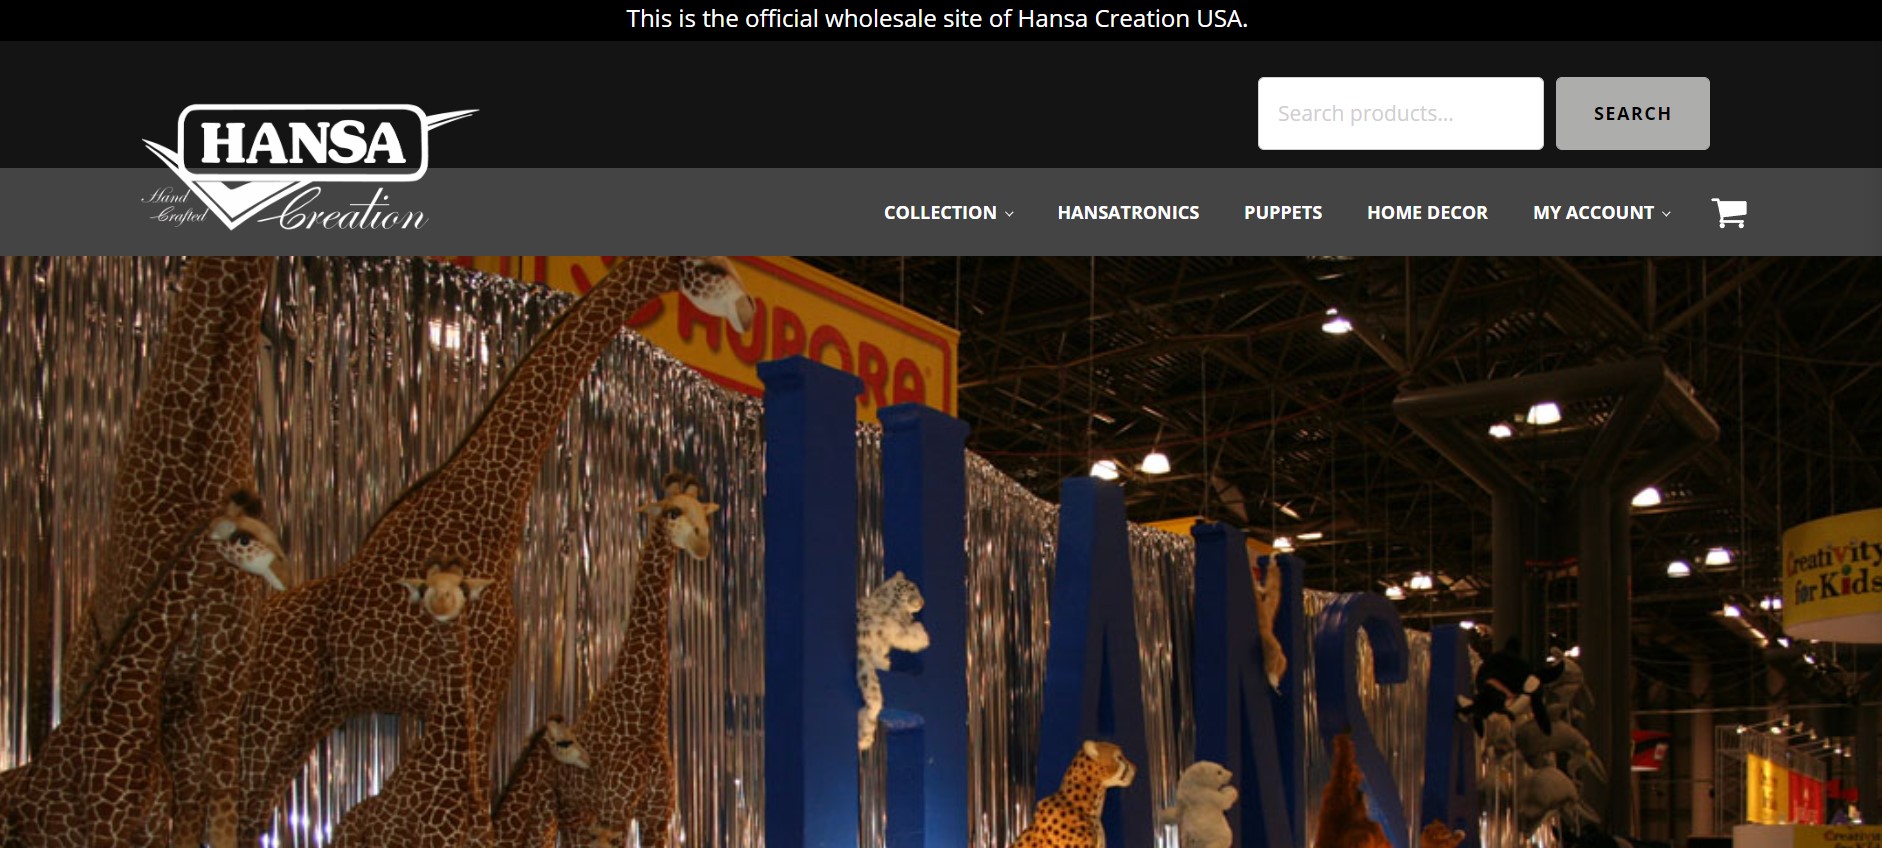 This is the official wholesale site of Hansa Creation USA.
HANSA
Hand
Crafted
Creation
Search products...
SEARCH
COLLECTION
HANSATRONICS
PUPPETS
HOME DECOR
MY ACCOUNT
AURORA
HANSA
Creativity
for Kids